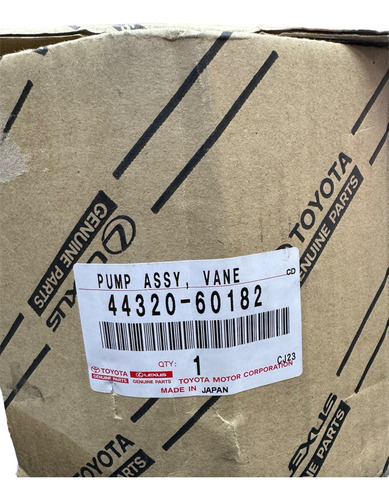 TOYOTA
GENUINE PARTS
LEXUS
GENUINE PARTS
TOYOTA
GENUINE PARTS
PUMP ASSY, VANE
CD
44320-60182
QTY:
1
CJ23
TOYOTA
GENUINE PARTS
LEXUS
GENUINE PARTS
TOYOTA MOTOR CORPORATION
MADE IN JAPAN
TOYOTA
GENUINE PARTS
LEXUS